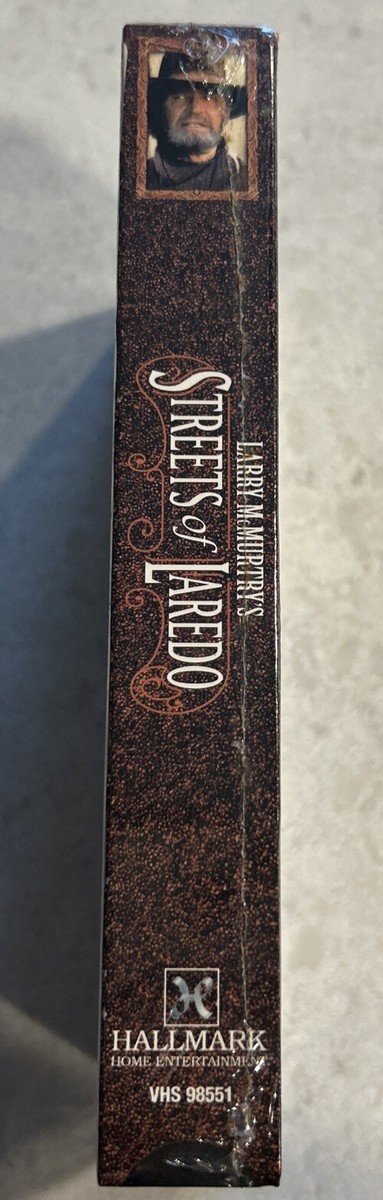 LARRY McMURTRY'S
STREETS of LAREDO
H
HALLMARK
HOME ENTERTAINMENT
VHS 98551